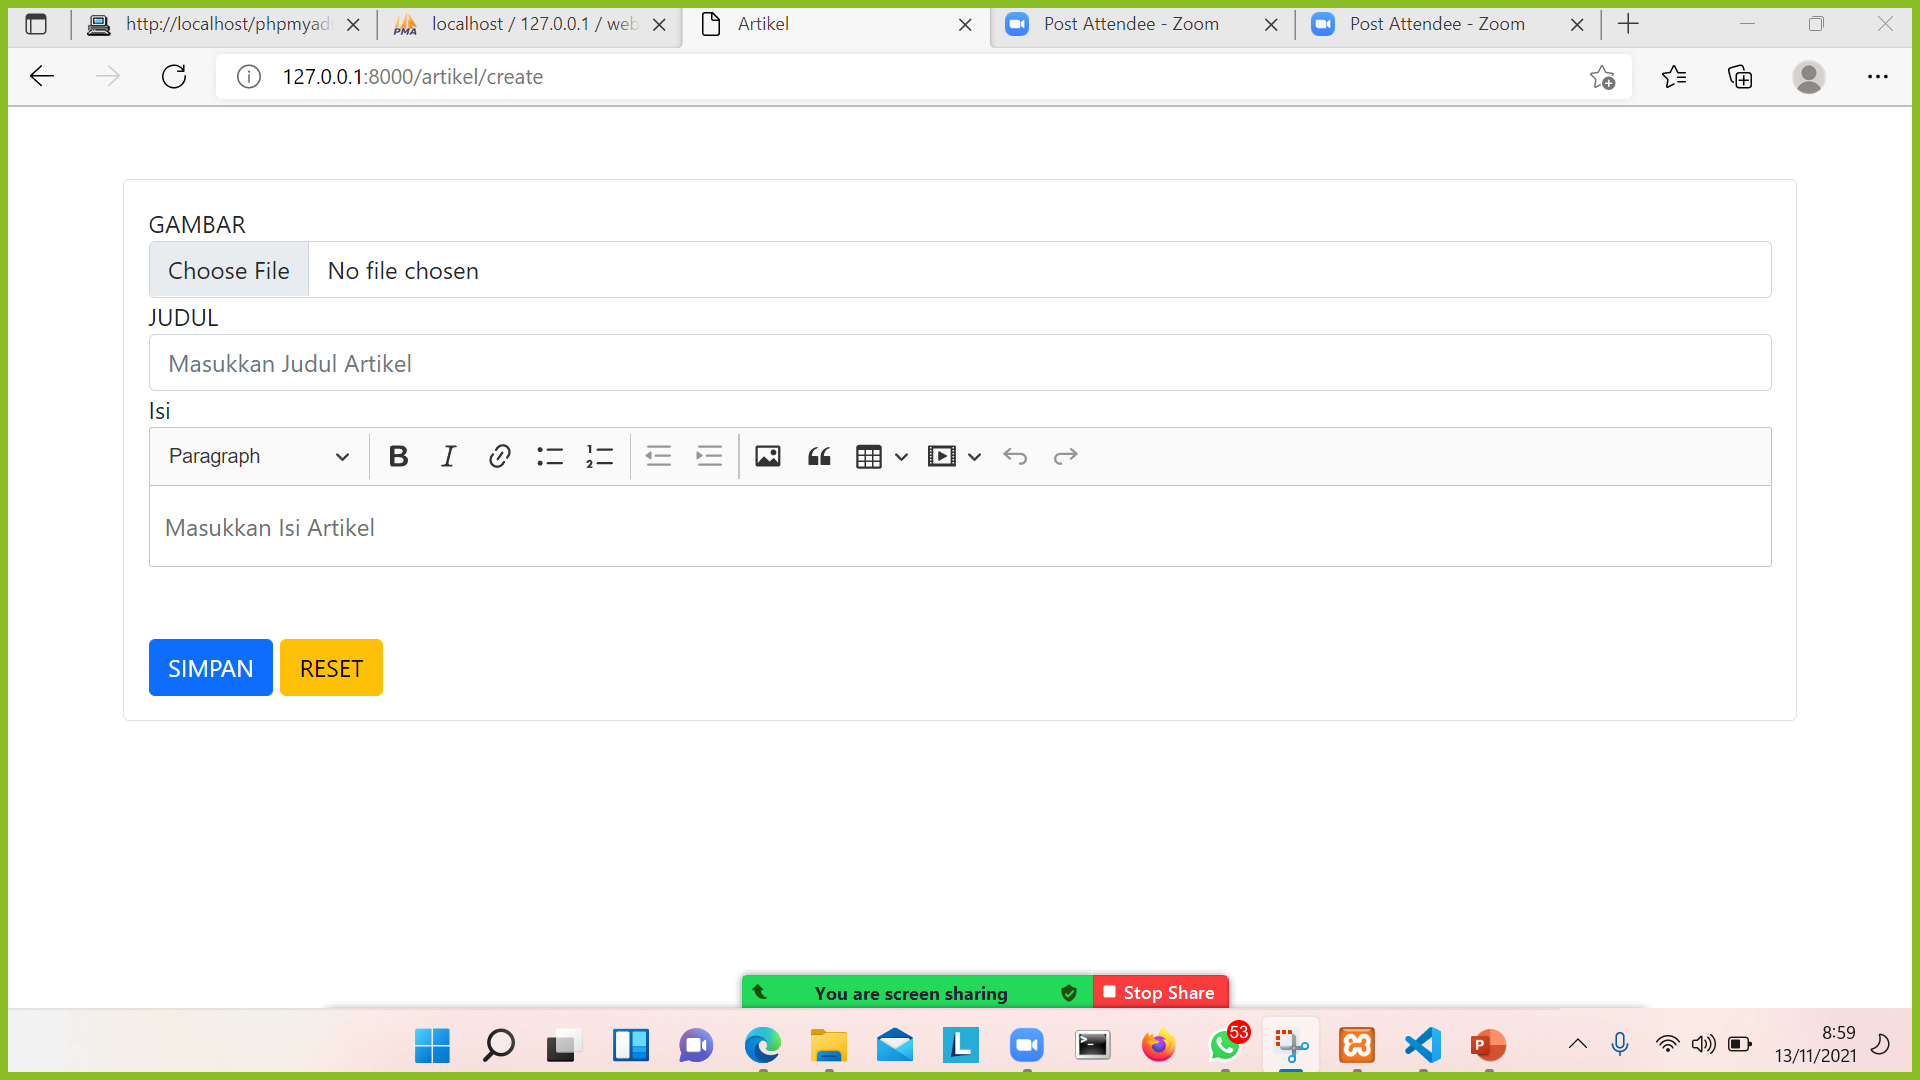 http://localhost/phpmyad
localhost / 127.0.0.1 / web
Artikel
Post Attendee - Zoom
Post Attendee - Zoom
127.0.0.1:8000/artikel/create
GAMBAR
Choose File
No file chosen
JUDUL
Masukkan Judul Artikel
Isi
Paragraph
Masukkan Isi Artikel
SIMPAN
RESET
You are screen sharing
Stop Share
53
8:59
13/11/2021